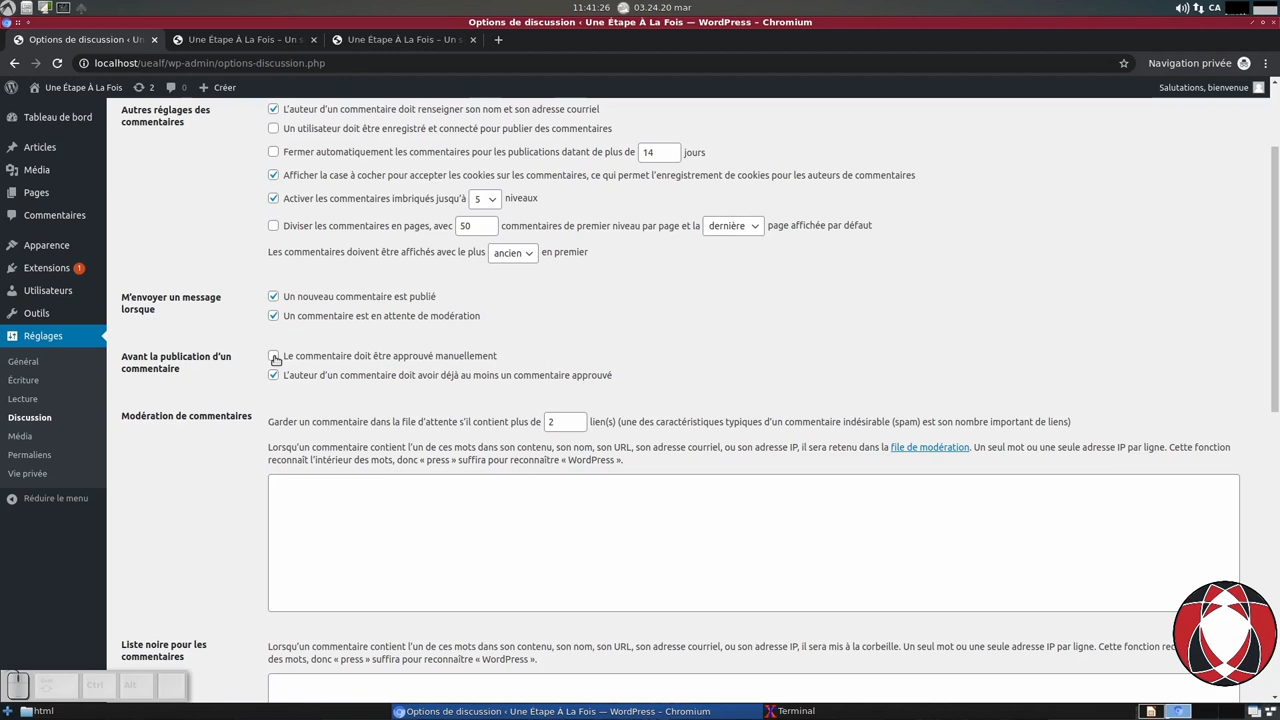 11:41:26
03.24.20 mar
CA
Options de discussion ‹ Une Étape À La Fois — WordPress – Chromium
Options de discussion ‹ Un
Une Étape À La Fois – Un s
Une Étape À La Fois – Un s
localhost/uealf/wp-admin/options-discussion.php
Navigation privée
Une Étape À La Fois
2
0
Créer
Salutations, bienvenue
Tableau de bord
Articles
Média
Pages
Commentaires
Apparence
Extensions 1
Utilisateurs
Outils
Réglages
Général
Écriture
Lecture
Discussion
Média
Permaliens
Vie privée
Réduire le menu
Autres réglages des
commentaires
L'auteur d'un commentaire doit renseigner son nom et son adresse courriel
Un utilisateur doit être enregistré et connecté pour publier des commentaires
Fermer automatiquement les commentaires pour les publications datant de plus de 14 jours
Afficher la case à cocher pour accepter les cookies sur les commentaires, ce qui permet l'enregistrement de cookies pour les auteurs de commentaires
Activer les commentaires imbriqués jusqu'à 5 niveaux
Diviser les commentaires en pages, avec 50 commentaires de premier niveau par page et la dernière page affichée par défaut
Les commentaires doivent être affichés avec le plus ancien en premier
M'envoyer un message
lorsque
Un nouveau commentaire est publié
Un commentaire est en attente de modération
Avant la publication d'un
commentaire
Le commentaire doit être approuvé manuellement
L'auteur d'un commentaire doit avoir déjà au moins un commentaire approuvé
Modération de commentaires
Garder un commentaire dans la file d'attente s'il contient plus de 2 lien(s) (une des caractéristiques typiques d'un commentaire indésirable (spam) est son nombre important de liens)
Lorsqu'un commentaire contient l'un de ces mots dans son contenu, son nom, son URL, son adresse courriel, ou son adresse IP, il sera retenu dans la file de modération. Un seul mot ou une seule adresse IP par ligne. Cette fonction
reconnaît l'intérieur des mots, donc « press » suffira pour reconnaître « WordPress ».
Liste noire pour les
commentaires
Lorsqu'un commentaire contient l'un de ces mots dans son contenu, son nom, son URL, son adresse courriel, ou son adresse IP, il sera mis à la corbeille. Un seul mot ou une seule adresse IP par ligne. Cette fonction
des mots, donc « press » suffira pour reconnaître « WordPress ».
Ctrl
Alt
html
Options de discussion ‹ Une Étape À La Fois — WordPress – Chromium
Terminal